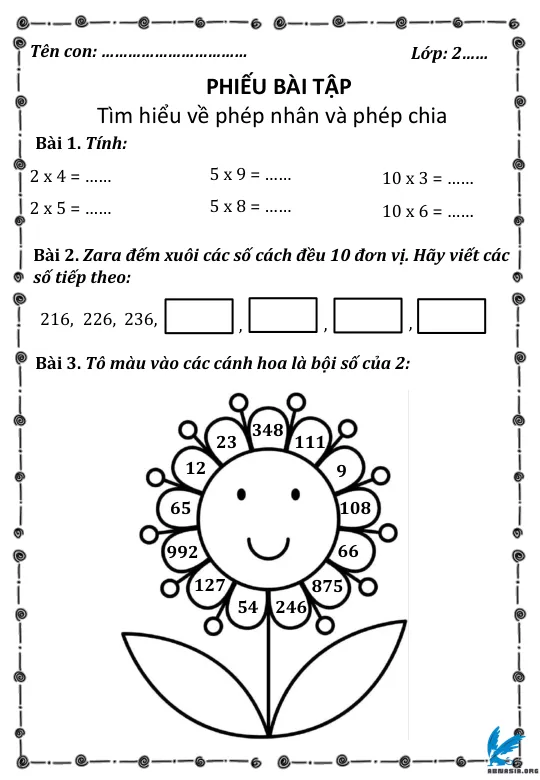 Tên con: ................................. Lớp: 2......
PHIẾU BÀI TẬP
Tìm hiểu về phép nhân và phép chia
Bài 1. Tính:
2 x 4 = ...... 5 x 9 = ...... 10 x 3 = ......
2 x 5 = ...... 5 x 8 = ...... 10 x 6 = ......
Bài 2. Zara đếm xuôi các số cách đều 10 đơn vị. Hãy viết các
số tiếp theo:
216, 226, 236, , , ,
Bài 3. Tô màu vào các cánh hoa là bội số của 2:
348
23 111
12 9
65 108
992 66
127 875
54 246
ANMASIA.ORG